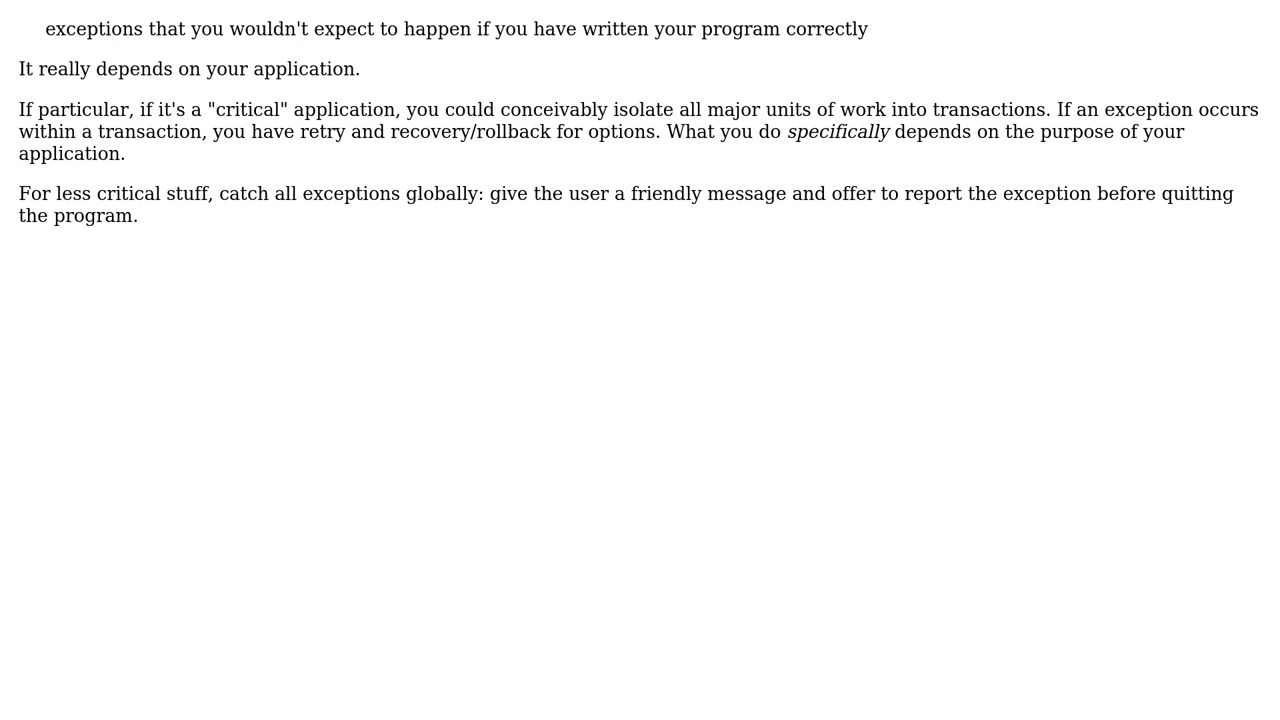 exceptions that you wouldn't expect to happen if you have written your program correctly
It really depends on your application.
If particular, if it's a "critical" application, you could conceivably isolate all major units of work into transactions. If an exception occurs
within a transaction, you have retry and recovery/rollback for options. What you do specifically depends on the purpose of your
application.
For less critical stuff, catch all exceptions globally: give the user a friendly message and offer to report the exception before quitting
the program.